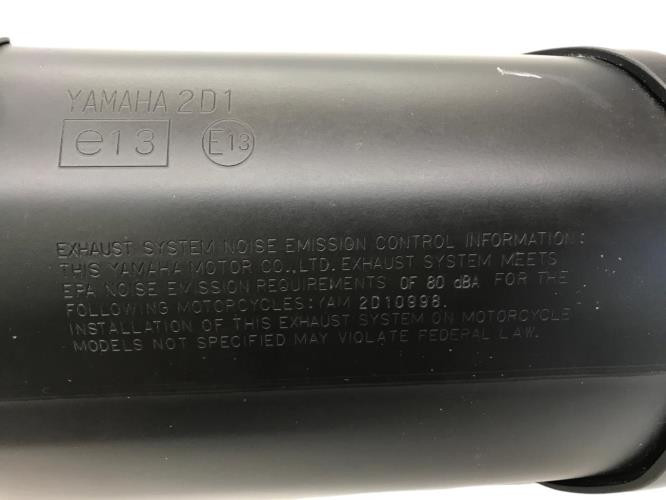 YAMAHA 2D1
e13 E13
EXHAUST SYSTEM NOISE EMISSION CONTROL INFORMATION:
THIS YAMAHA MOTOR CO.,LTD. EXHAUST SYSTEM MEETS
EPA NOISE EMISSION REQUIREMENTS OF 80 dBA FOR THE
FOLLOWING MOTORCYCLES:YAM 2D10998.
INSTALLATION OF THIS EXHAUST SYSTEM ON MOTORCYCLE
MODELS NOT SPECIFIED MAY VIOLATE FEDERAL LAW.